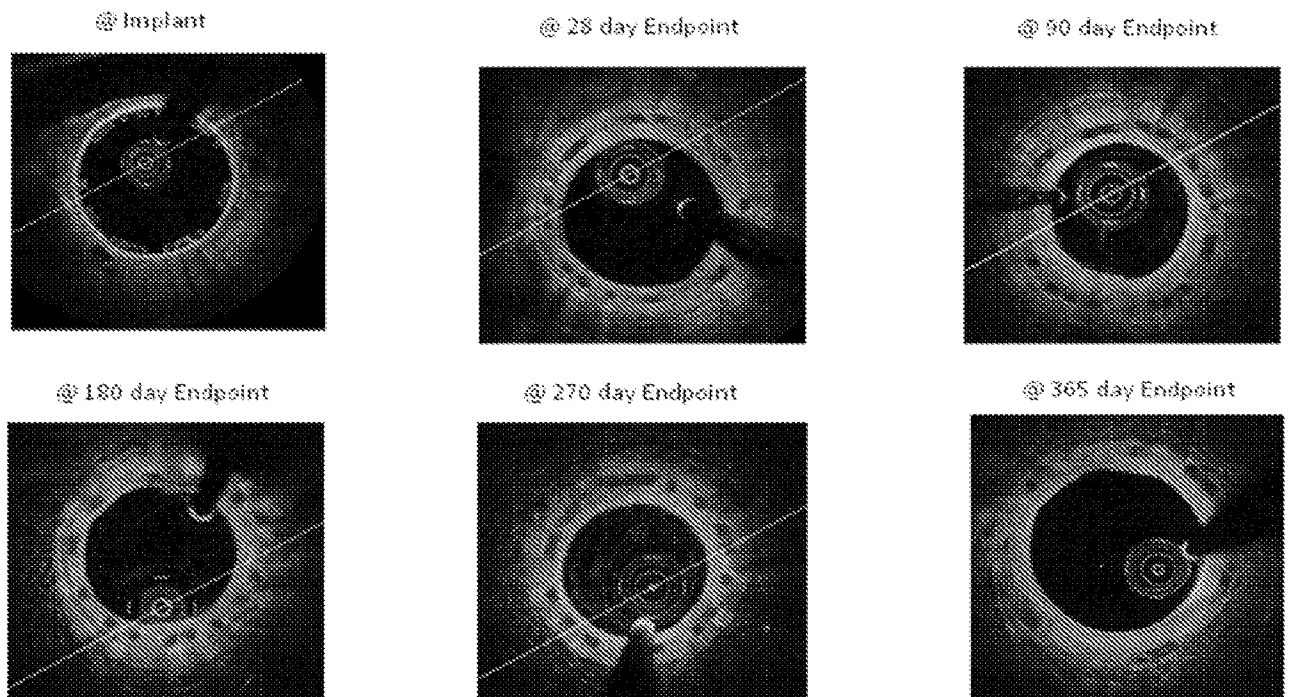 @ Implant
@ 28 day Endpoint
@ 90 day Endpoint
@ 180 day Endpoint
@ 270 day Endpoint
@ 365 day Endpoint